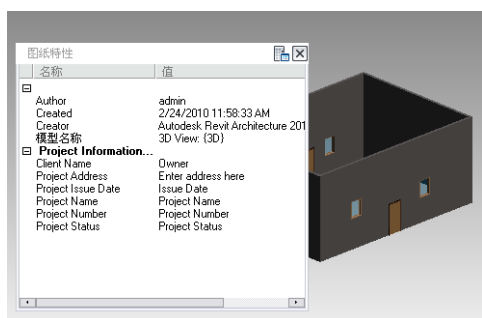 图纸特性
名称 值
Author admin
Created 2/24/2010 11:58:33 AM
Creator Autodesk Revit Architecture 201
模型名称 3D View: {3D}
Project Information...
Client Name Owner
Project Address Enter address here
Project Issue Date Issue Date
Project Name Project Name
Project Number Project Number
Project Status Project Status